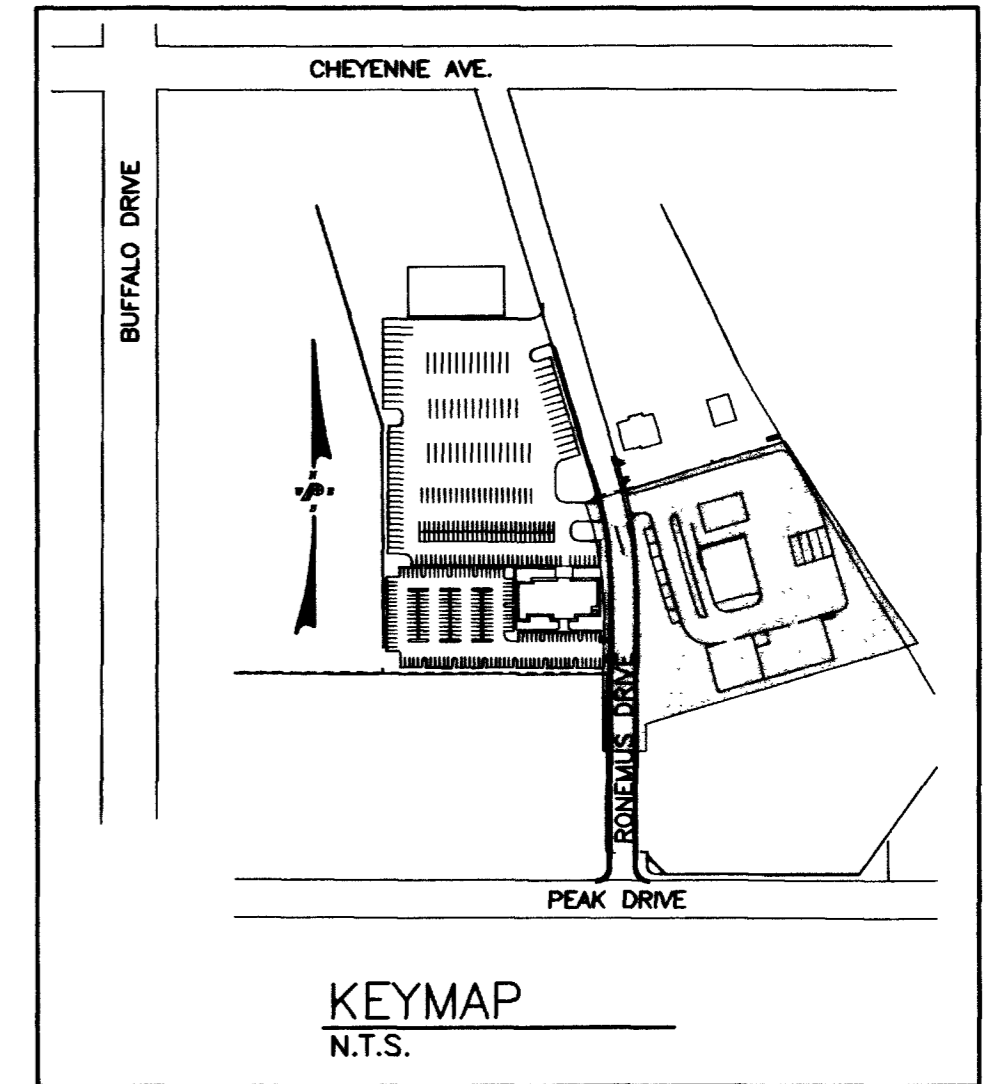 CHEYENNE AVE.
BUFFALO DRIVE
N
W E
S
RONEMUS DRIVE
PEAK DRIVE
KEYMAP
N.T.S.